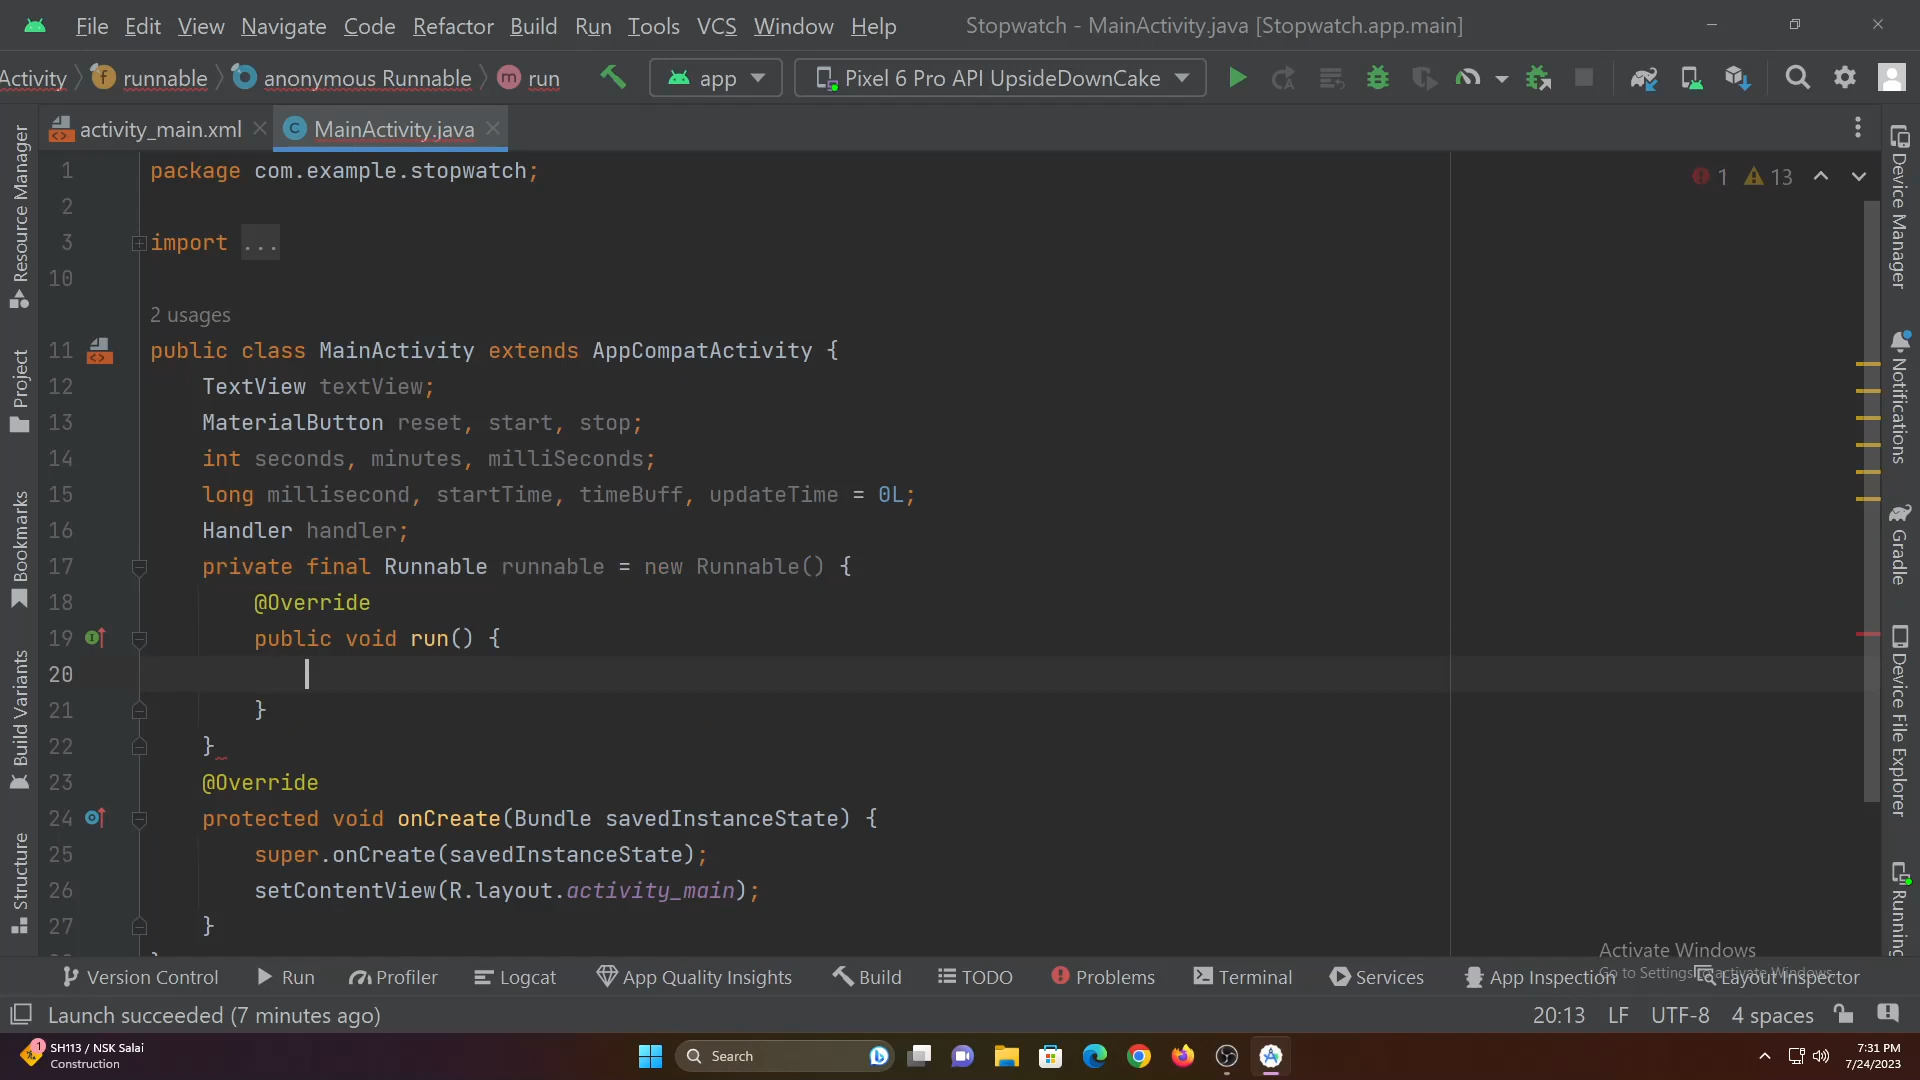 File Edit View Navigate Code Refactor Build Run Tools VCS Window Help Stopwatch - MainActivity.java [Stopwatch.app.main]
Activity runnable anonymous Runnable m run app Pixel 6 Pro API UpsideDownCake
activity_main.xml MainActivity.java
1 package com.example.stopwatch; 1 13
2
3 import ...
10
2 usages
11 public class MainActivity extends AppCompatActivity {
12 TextView textView;
13 MaterialButton reset, start, stop;
14 int seconds, minutes, milliSeconds;
15 long millisecond, startTime, timeBuff, updateTime = 0L;
16 Handler handler;
17 private final Runnable runnable = new Runnable() {
18 @Override
19 public void run() {
20
21 }
22 }
23 @Override
24 protected void onCreate(Bundle savedInstanceState) {
25 super.onCreate(savedInstanceState);
26 setContentView(R.layout.activity_main);
27 }
Resource Manager
Project
Bookmarks
Build Variants
Structure
Device Manager
Notifications
Gradle
Device File Explorer
Running
Activate Windows
Go to Settings to activate Windows.
Version Control Run Profiler Logcat App Quality Insights Build TODO Problems Terminal Services App Inspection Layout Inspector
Launch succeeded (7 minutes ago) 20:13 LF UTF-8 4 spaces
1 SH113 / NSK Salai
Construction
Search
7:31 PM
7/24/2023